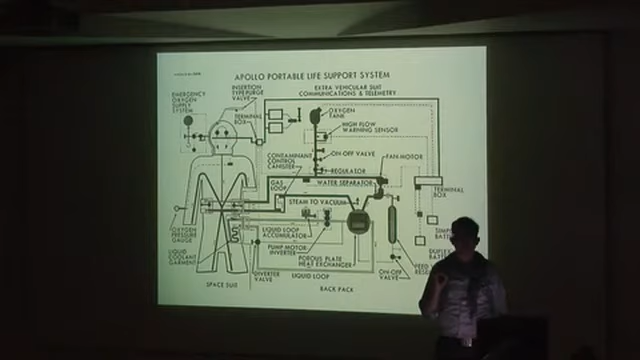 APOLLO PORTABLE LIFE SUPPORT SYSTEM
EMERGENCY
OXYGEN
SUPPLY
SYSTEM
INSERTION
TYPE PURGE
VALVE
TERMINAL
BOX
EXTRA VEHICULAR SUIT
COMMUNICATIONS & TELEMETRY
OXYGEN
TANK
HIGH FLOW
WARNING SENSOR
ON-OFF VALVE
FAN-MOTOR
CONTAMINANT
CONTROL
CANISTER
REGULATOR
WATER SEPARATOR
GAS
LOOP
TERMINAL
BOX
STEAM TO VACUUM
OXYGEN
PRESSURE
GAUGE
LIQUID LOOP
ACCUMULATOR
PUMP MOTOR
INVERTER
LIQUID
COOLANT
GARMENT
POROUS PLATE
HEAT EXCHANGER
DIVERTER
VALVE
LIQUID LOOP
ON-OFF
VALVE
SPACE SUIT
BACK PACK